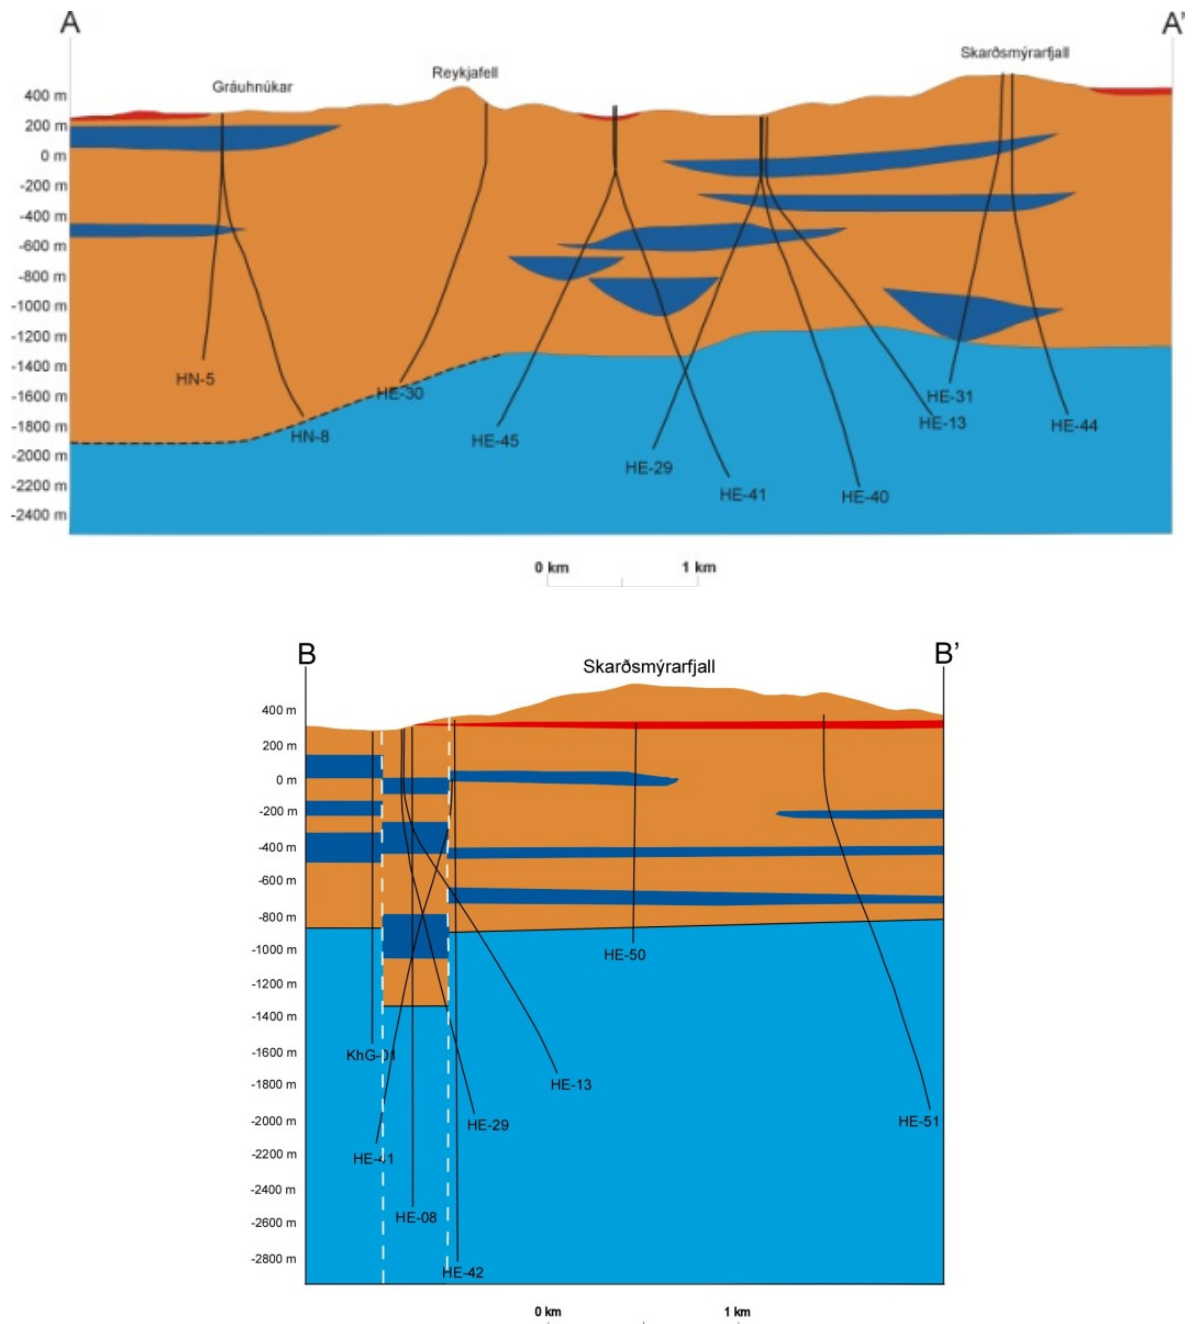 A A'
Skarðsmýrarfjall
Reykjafell
Gráuhnúkar
400 m
200 m
0 m
-200 m
-400 m
-600 m
-800 m
-1000 m
-1200 m
-1400 m
-1600 m
-1800 m
-2000 m
-2200 m
-2400 m
HN-5
HE-30
HE-31
HE-13
HE-44
HN-8
HE-45
HE-29
HE-41
HE-40
0 km 1 km
B B'
Skarðsmýrarfjall
400 m
200 m
0 m
-200 m
-400 m
-600 m
-800 m
-1000 m
-1200 m
-1400 m
-1600 m
-1800 m
-2000 m
-2200 m
-2400 m
-2600 m
-2800 m
HE-50
KhG-01
HE-13
HE-29
HE-51
HE-41
HE-08
HE-42
0 km 1 km